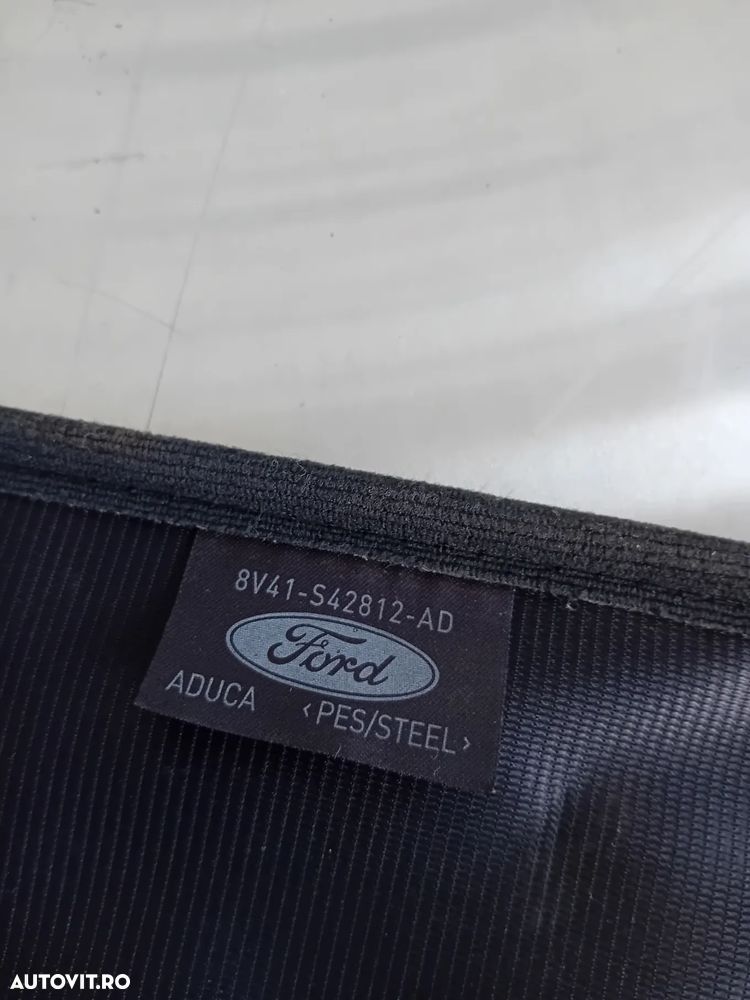 8V41-S42812-AD
Ford
ADUCA <PES/STEEL>
AUTOVIT.RO